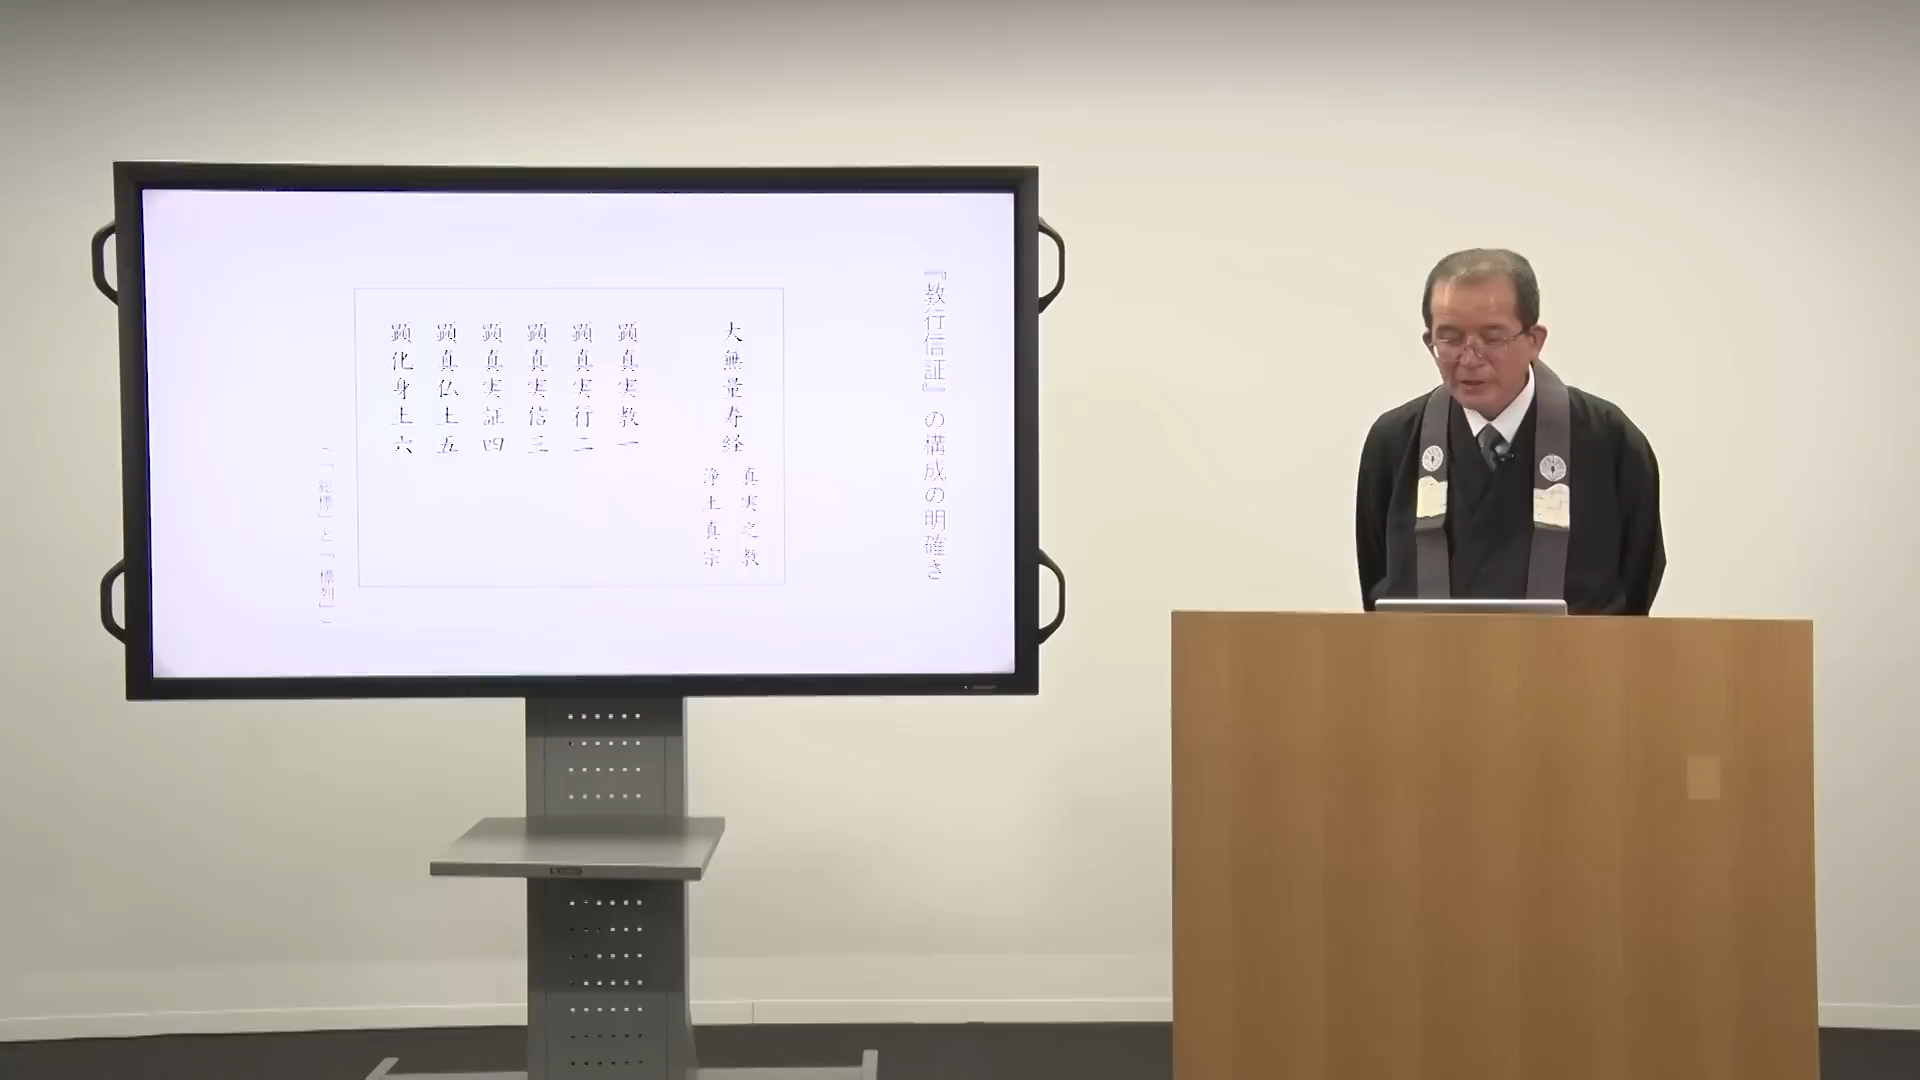 『教行信証』の構成の明確さ
大無量寿経
真実之教
浄土真宗
顕真実教一
顕真実行二
顕真実信三
顕真実証四
顕真仏土五
顕化身土六
(「総標」と「標列」)